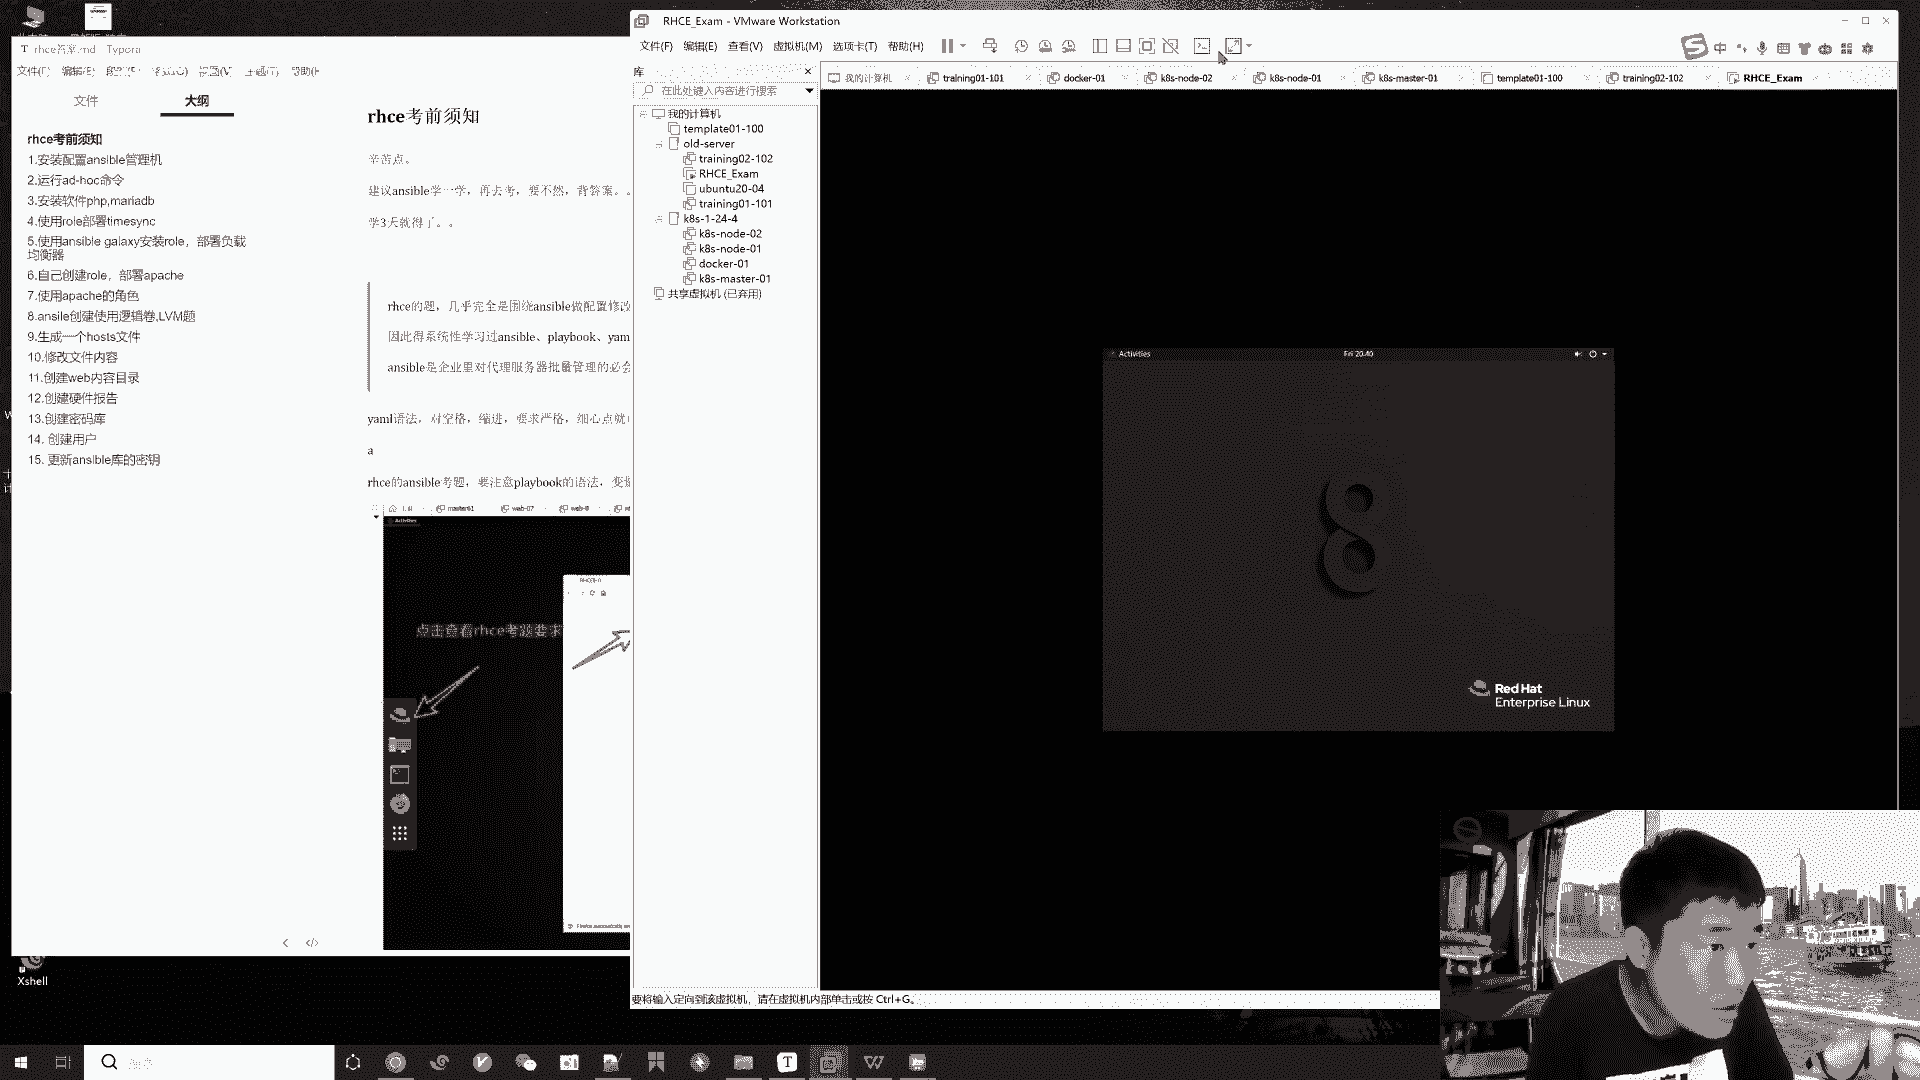 rhce答案.md - Typora
文件
大纲
rhce考前须知
1.安装配置ansible管理机
2.运行ad-hoc命令
3.安装软件php,mariadb
4.使用role部署timesync
5.使用ansible galaxy安装role，部署负载
均衡器
6.自己创建role，部署apache
7.使用apache的角色
8.ansile创建使用逻辑卷,LVM题
9.生成一个hosts文件
10.修改文件内容
11.创建web内容目录
12.创建硬件报告
13.创建密码库
14. 创建用户
15. 更新ansible库的密钥
rhce考前须知
辛苦点。
建议ansible学一学，再去考，要不然，背答案。。
学3天就得了。。
rhce的题，几乎完全是围绕ansible做配置修改
因此得系统性学习过ansible、playbook、yam
ansible是企业里对代理服务器批量管理的必会
yaml语法，对空格，缩进，要求严格，细心点就
a
rhce的ansible考题，要注意playbook的语法，变
master61
web-07
点击查看rhce考题要求
Xshell
RHCE_Exam - VMware Workstation
文件(F) 编辑(E) 查看(V) 虚拟机(M) 选项卡(T) 帮助(H)
中
库
在此处键入内容进行搜索
我的计算机
template01-100
old-server
training02-102
RHCE_Exam
ubuntu20-04
training01-101
k8s-1-24-4
k8s-node-02
k8s-node-01
docker-01
k8s-master-01
共享虚拟机 (已弃用)
我的计算机 training01-101 docker-01 k8s-node-02 k8s-node-01 k8s-master-01 template01-100 training02-102 RHCE_Exam
Activities
Fri 20:40
8
Red Hat
Enterprise Linux
要将输入定向到该虚拟机，请在虚拟机内部单击或按 Ctrl+G。